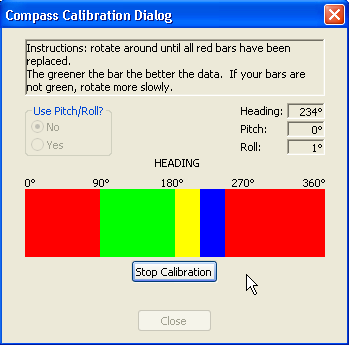 Compass Calibration Dialog
Instructions: rotate around until all red bars have been
replaced.
The greener the bar the better the data.  If your bars are
not green, rotate more slowly.
Use Pitch/Roll?
No
Yes
Heading: 234°
Pitch: 0°
Roll: 1°
HEADING
0° 90° 180° 270° 360°
Stop Calibration
Close